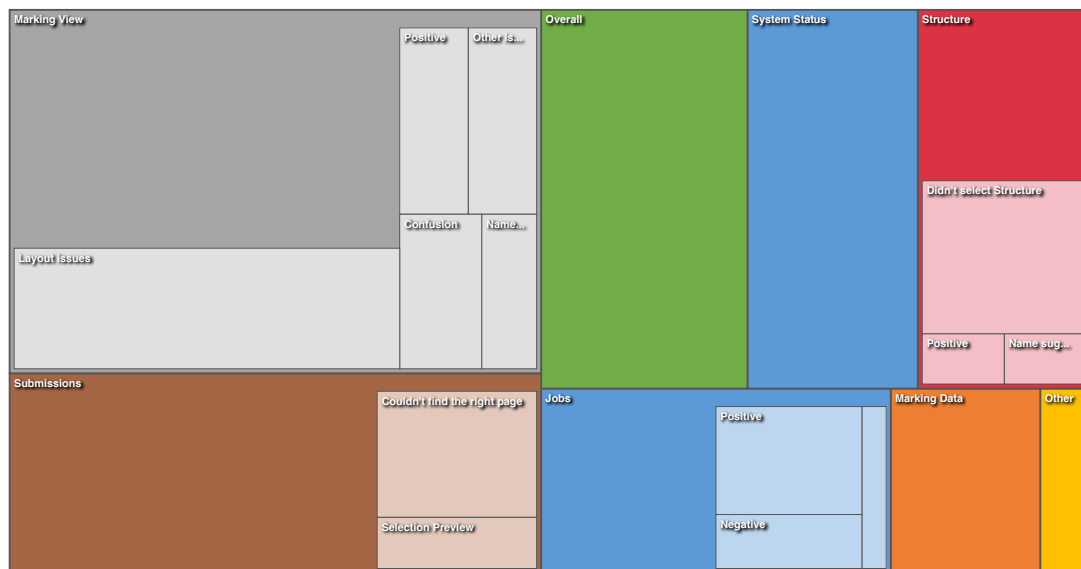 Marking View
Positive
Other is...
Confusion
Name...
Layout Issues
Submissions
Couldn't find the right page
Selection Preview
Overall
System Status
Structure
Didn't select Structure
Positive
Name sug...
Jobs
Positive
Negative
Marking Data
Other